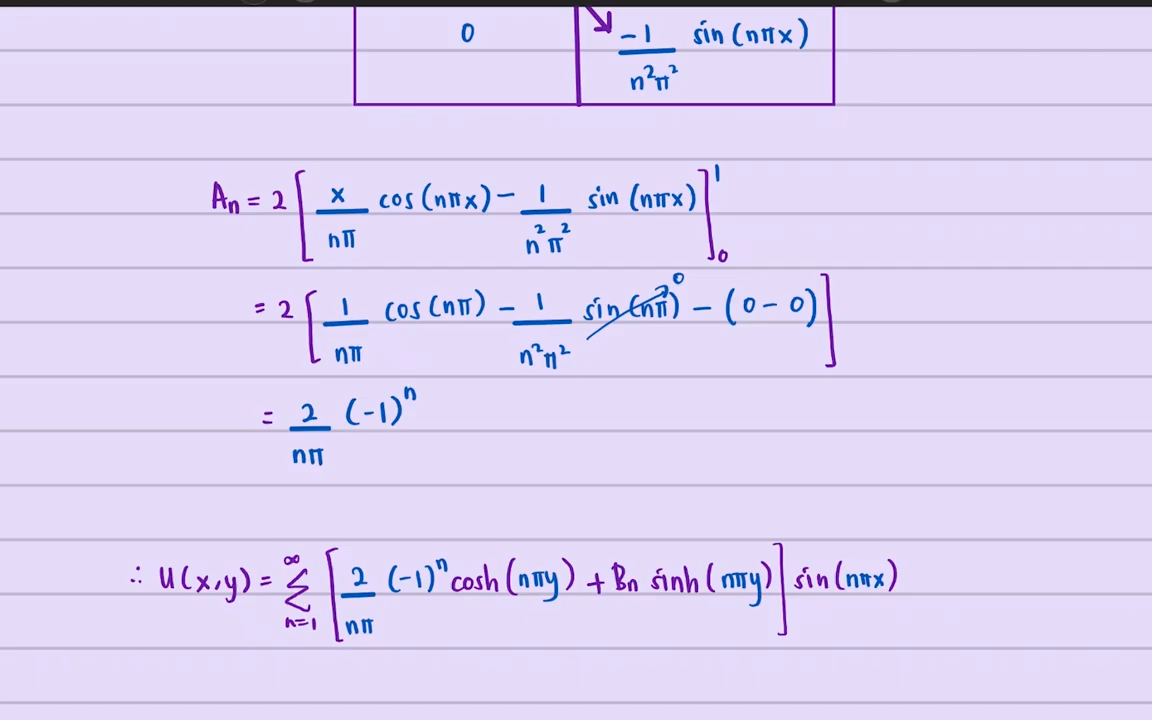 0
-1/n²π² sin (nπx)
Aₙ = 2 [ x/nπ cos (nπx) - 1/n²π² sin (nπx) ]₀¹
= 2 [ 1/nπ cos (nπ) - 1/n²π² sin (nπ)⁰ - (0 - 0) ]
= 2/nπ (-1)ⁿ
∴ U(x,y) = ∞Σn=1 [ 2/nπ (-1)ⁿ cosh (nπy) + Bn sinh (nπy) ] sin (nπx)